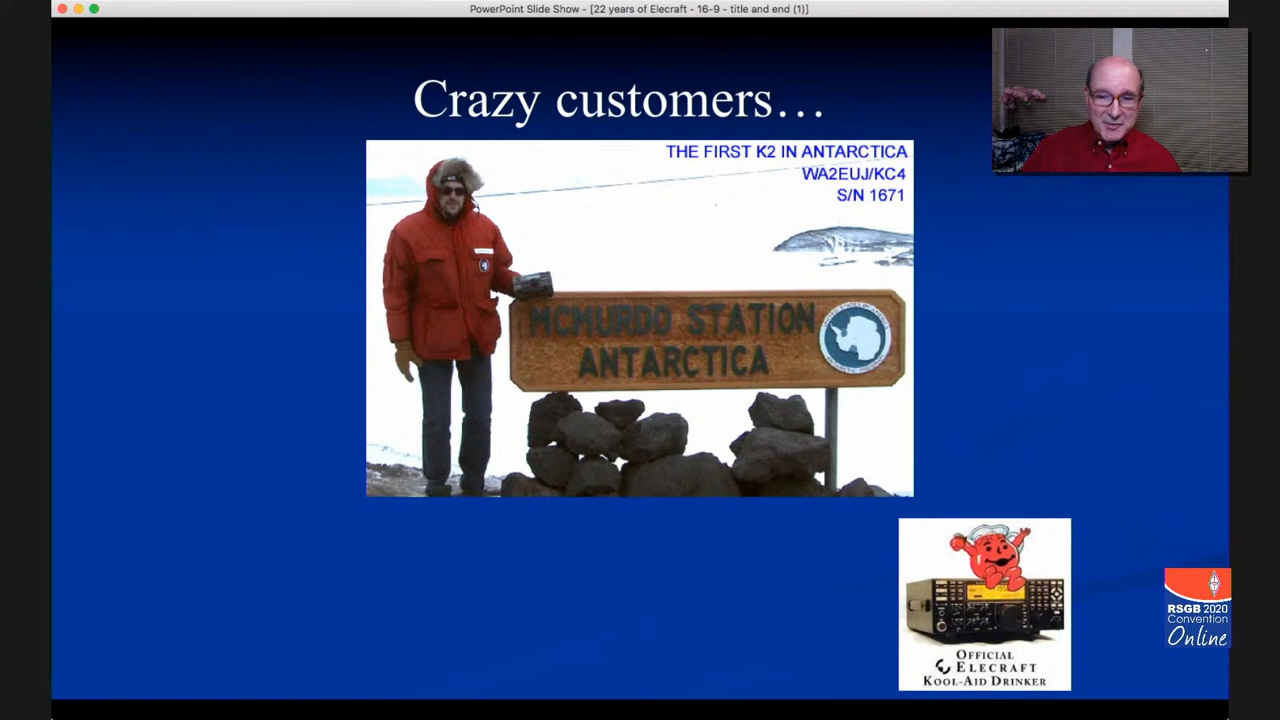 PowerPoint Slide Show - [22 years of Elecraft - 16-9 - title and end (1)]
Crazy customers…
THE FIRST K2 IN ANTARCTICA
WA2EUJ/KC4
S/N 1671
MCMURDO STATION
ANTARCTICA
OFFICIAL
ELECRAFT
KOOL-AID DRINKER
RSGB 2020
Convention
Online